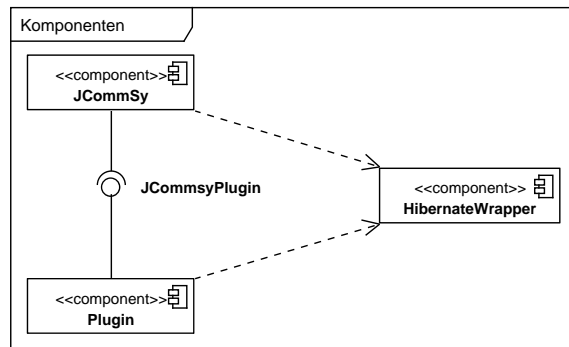 Komponenten
<<component>>
JCommSy
JCommsyPlugin
<<component>>
HibernateWrapper
<<component>>
Plugin